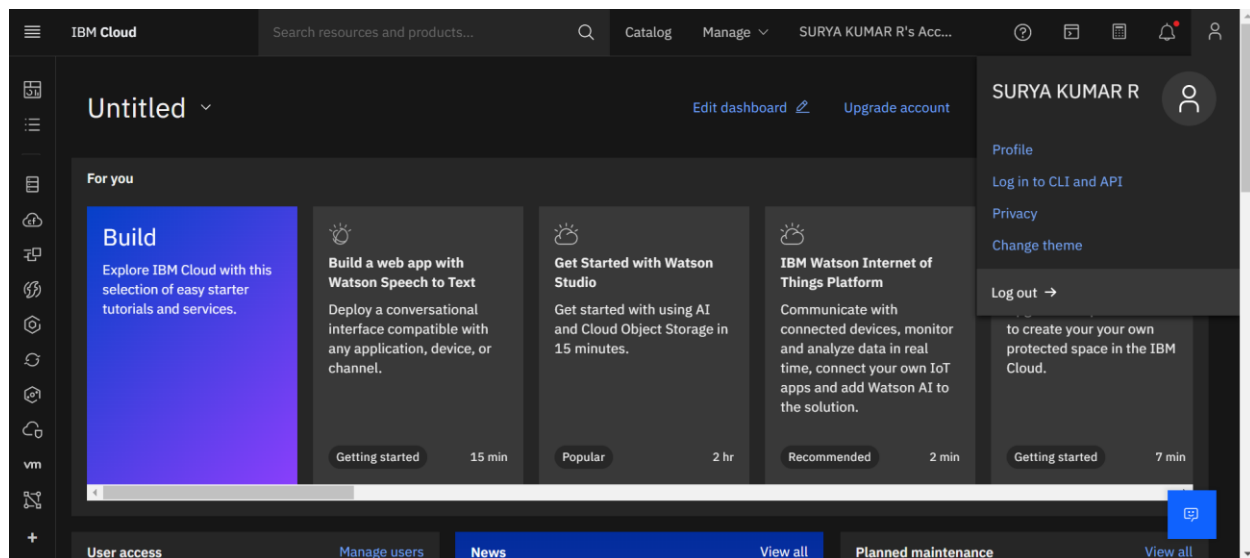 IBM Cloud
Search resources and products...
Catalog
Manage
SURYA KUMAR R's Acc...
SURYA KUMAR R
Profile
Log in to CLI and API
Privacy
Change theme
Log out →
Untitled
Edit dashboard
Upgrade account
For you
Build
Explore IBM Cloud with this
selection of easy starter
tutorials and services.
Build a web app with
Watson Speech to Text
Deploy a conversational
interface compatible with
any application, device, or
channel.
Getting started
15 min
Get Started with Watson
Studio
Get started with using AI
and Cloud Object Storage in
15 minutes.
Popular
2 hr
IBM Watson Internet of
Things Platform
Communicate with
connected devices, monitor
and analyze data in real
time, connect your own IoT
apps and add Watson AI to
the solution.
Recommended
2 min
to create your your own
protected space in the IBM
Cloud.
Getting started
7 min
vm
User access
Manage users
News
View all
Planned maintenance
View all